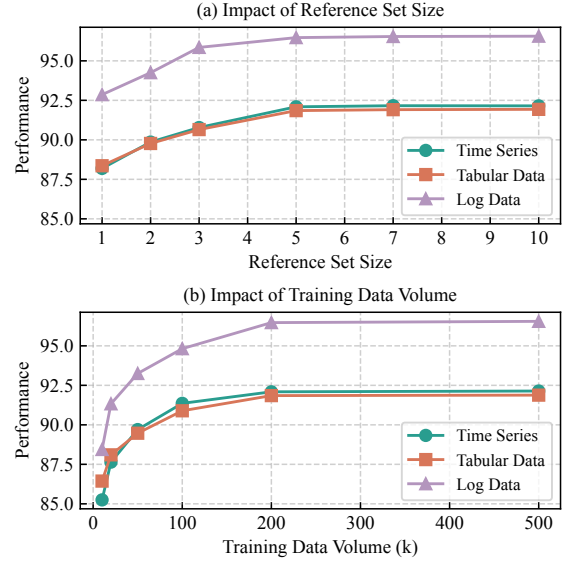 (a) Impact of Reference Set Size
95.0
92.5
90.0
87.5
85.0
Performance
Time Series
Tabular Data
Log Data
1 2 3 4 5 6 7 8 9 10
Reference Set Size
(b) Impact of Training Data Volume
95.0
92.5
90.0
87.5
85.0
Performance
Time Series
Tabular Data
Log Data
0 100 200 300 400 500
Training Data Volume (k)